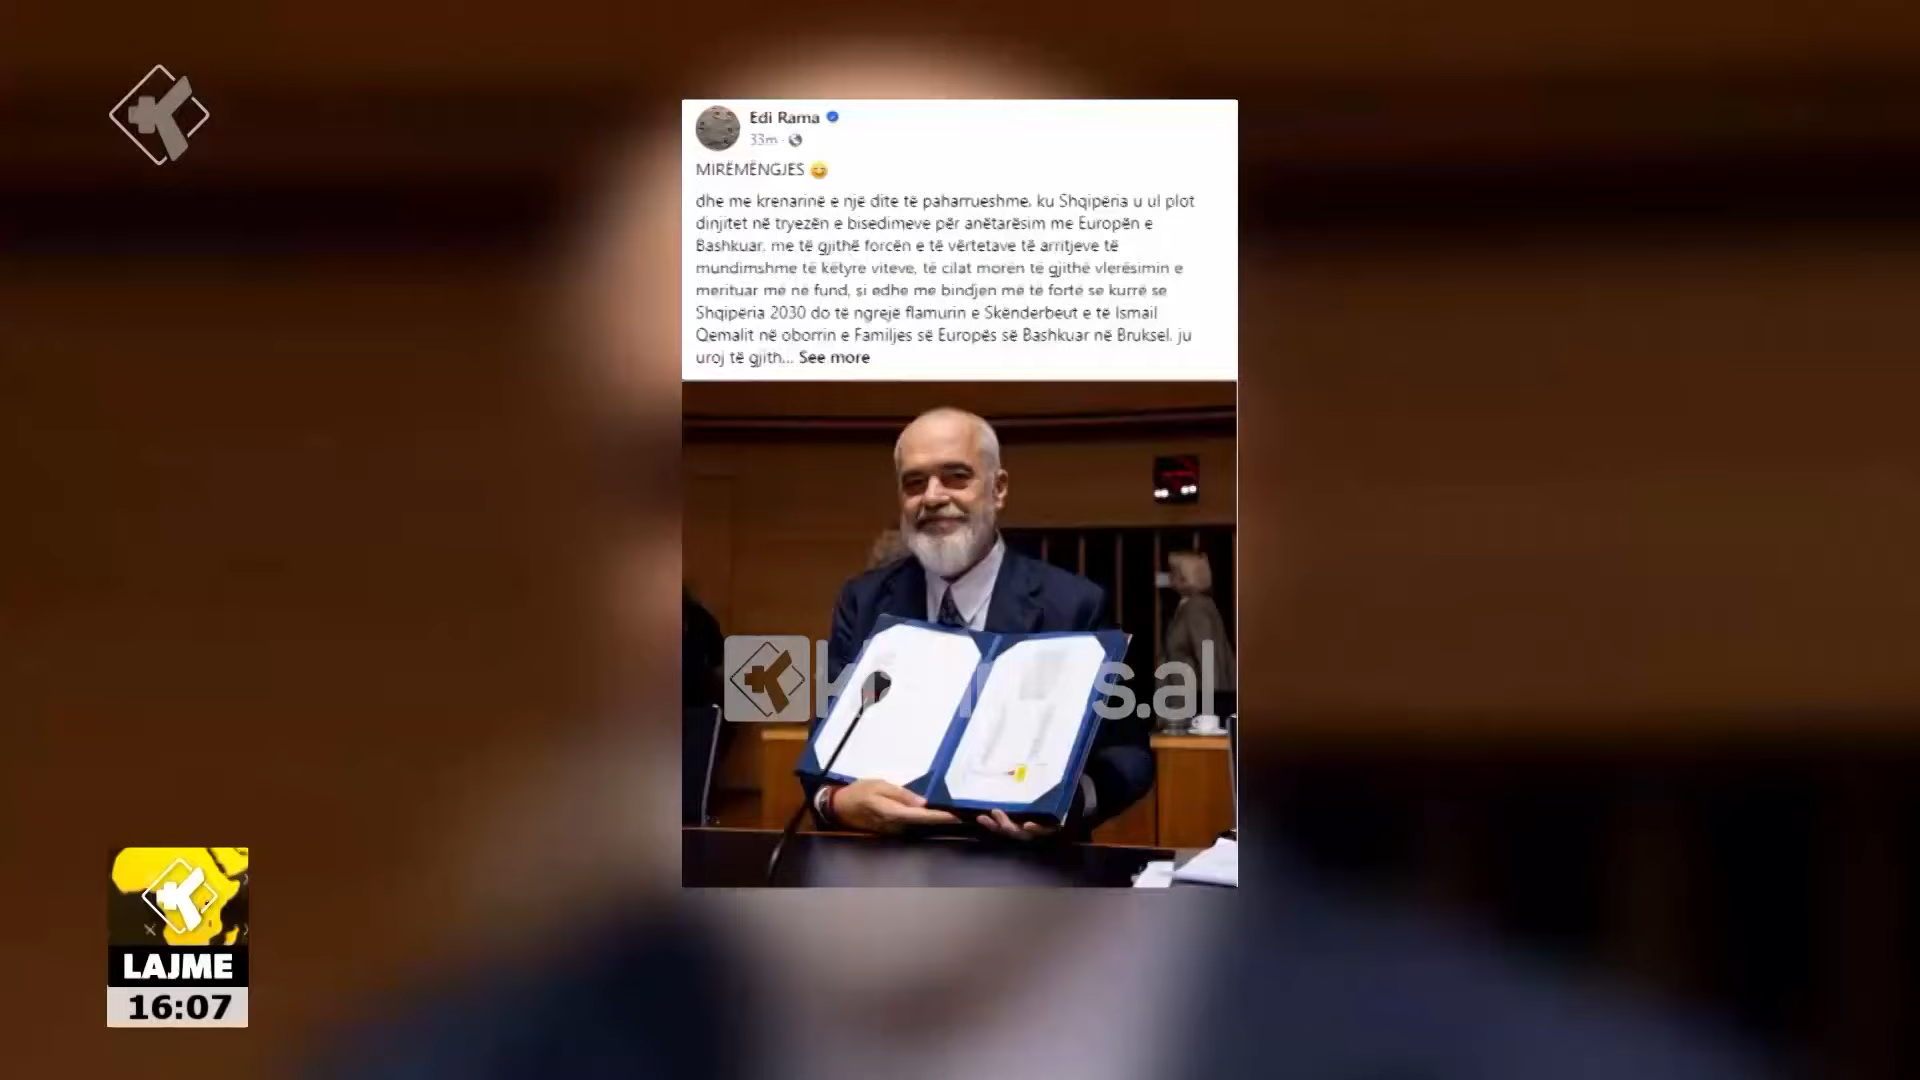 Edi Rama
33m
MIRËMËNGJES
dhe me krenarinë e një dite të paharrueshme, ku Shqipëria u ul plot
dinjitet në tryezën e bisedimeve për anëtarësim me Europën e
Bashkuar, me të gjithë forcën e të vërtetave të arritjeve të
mundimshme të këtyre viteve, të cilat morën të gjithë vlerësimin e
merituar më në fund, si edhe me bindjen më të fortë se kurrë se
Shqipëria 2030 do të ngrejë flamurin e Skënderbeut e të Ismail
Qemalit në oborrin e Familjes së Europës së Bashkuar në Bruksel, ju
uroj të gjith... See more
s.al
LAJME
16:07